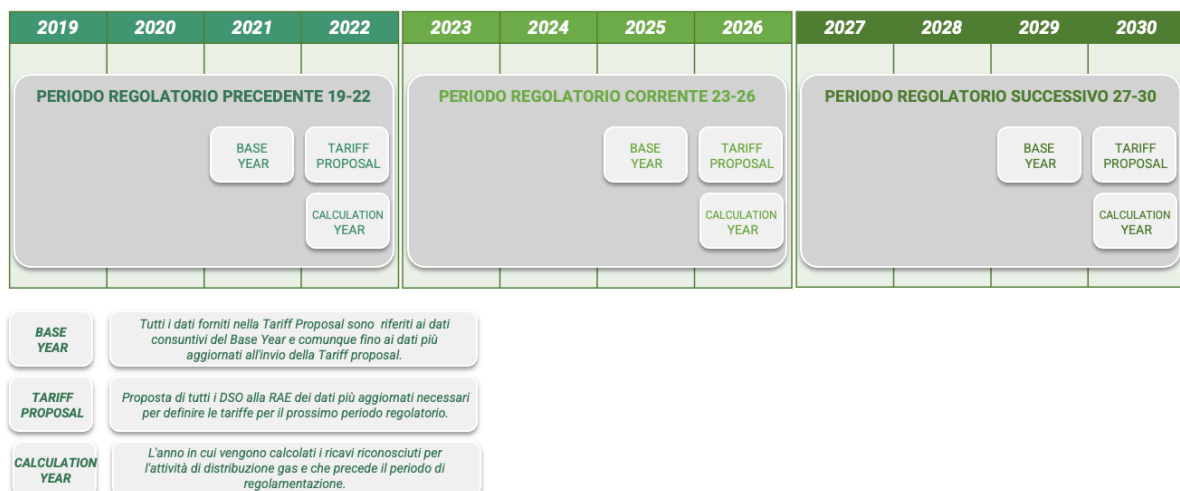 2019 2020 2021 2022 2023 2024 2025 2026 2027 2028 2029 2030
PERIODO REGOLATORIO PRECEDENTE 19-22
BASE
YEAR
TARIFF
PROPOSAL
CALCULATION
YEAR
PERIODO REGOLATORIO CORRENTE 23-26
BASE
YEAR
TARIFF
PROPOSAL
CALCULATION
YEAR
PERIODO REGOLATORIO SUCCESSIVO 27-30
BASE
YEAR
TARIFF
PROPOSAL
CALCULATION
YEAR
BASE
YEAR
Tutti i dati forniti nella Tariff Proposal sono riferiti ai dati
consuntivi del Base Year e comunque fino ai dati più
aggiornati all'invio della Tariff proposal.
TARIFF
PROPOSAL
Proposta di tutti i DSO alla RAE dei dati più aggiornati necessari
per definire le tariffe per il prossimo periodo regolatorio.
CALCULATION
YEAR
L'anno in cui vengono calcolati i ricavi riconosciuti per
l'attività di distribuzione gas e che precede il periodo di
regolamentazione.